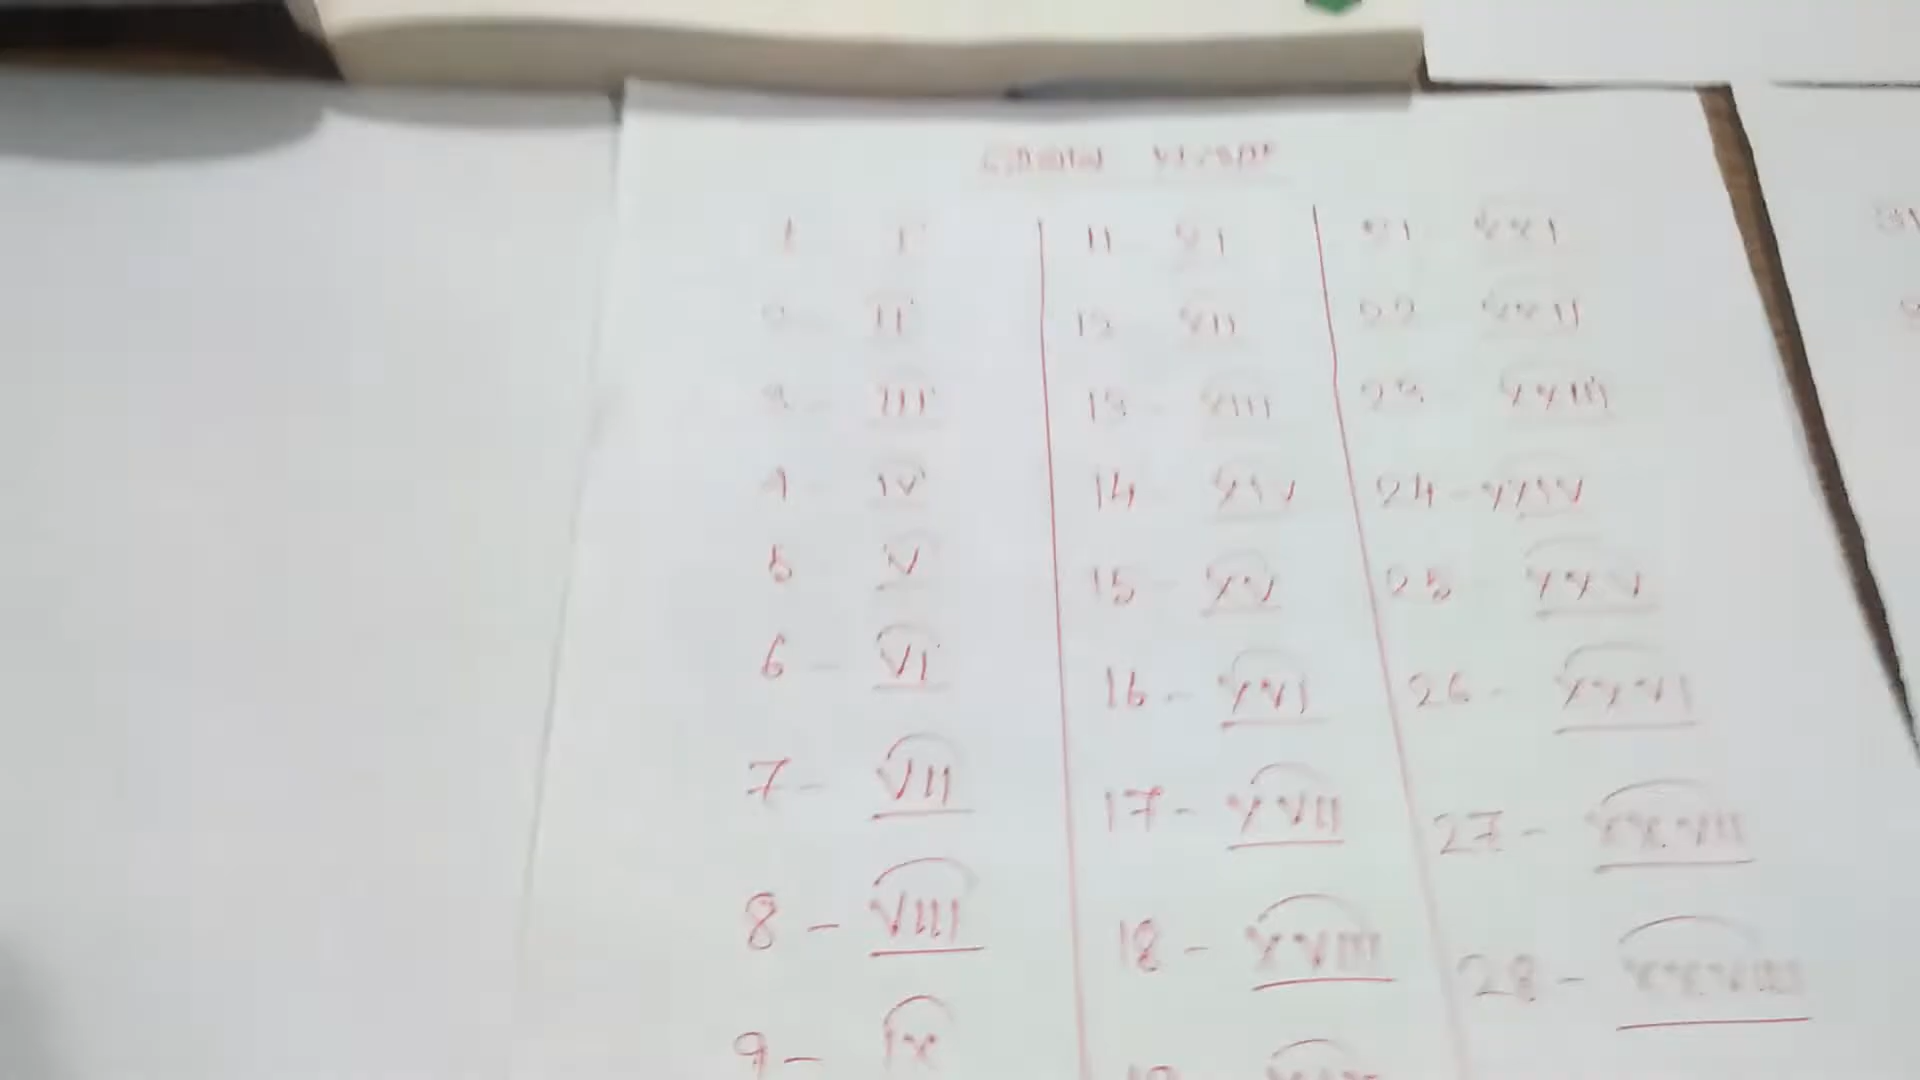 1 I
2 - II
3 - III
4 - IV
5 V
6 - VI
7 - VII
8 - VIII
9 - IX
11 XI
12 XII
13 - XIII
14 - XIV
15 - XV
16 - XVI
17 - XVII
18 - XVIII
21 XXI
22 XXII
23 XXIII
24 - XXIV
25 - XXV
26 - XXVI
27 - XXVII
28 - XXVIII